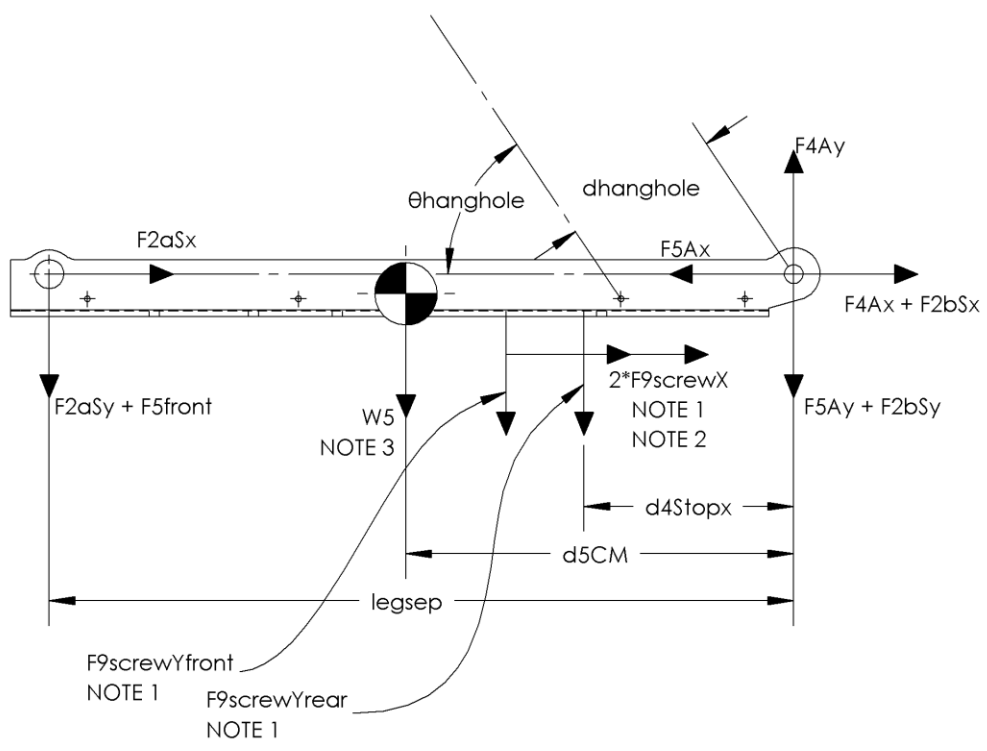 F4Ay
θhanghole
dhanghole
F2aSx
F5Ax
F4Ax + F2bSx
2*F9screwX
NOTE 1
NOTE 2
F2aSy + F5front
W5
NOTE 3
F5Ay + F2bSy
d4Stopx
d5CM
legsep
F9screwYfront
NOTE 1
F9screwYrear
NOTE 1